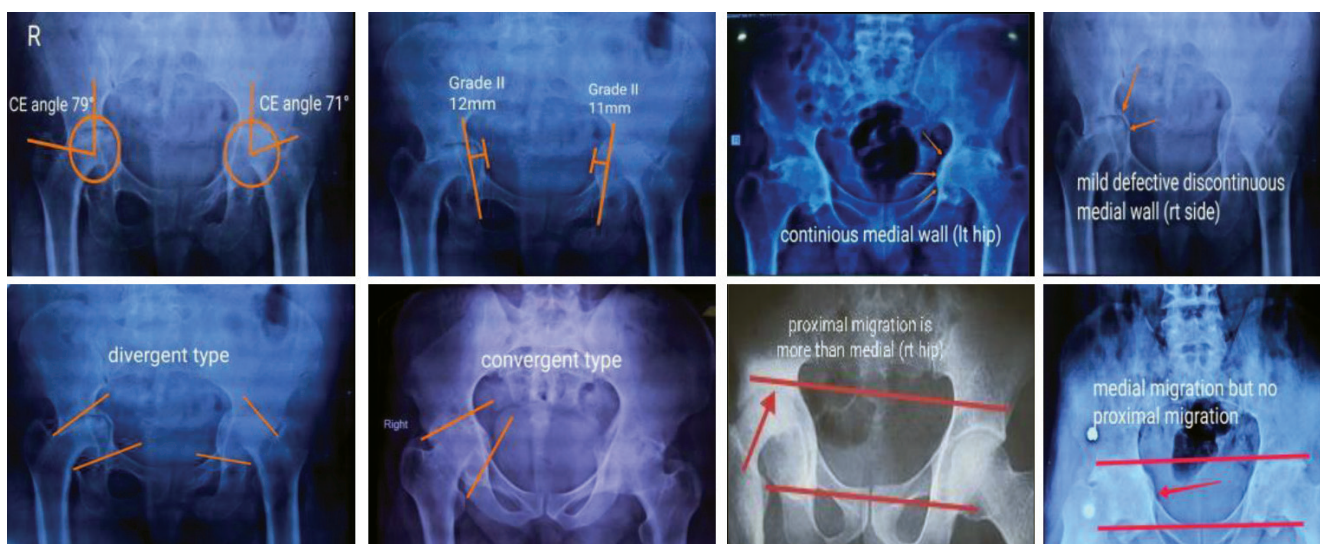 R
CE angle 79°
CE angle 71°
Grade II
12mm
Grade II
11mm
continious medial wall (lt hip)
mild defective discontinuous
medial wall (rt side)
divergent type
convergent type
Right
proximal migration is
more than medial (rt hip)
medial migration but no
proximal migration